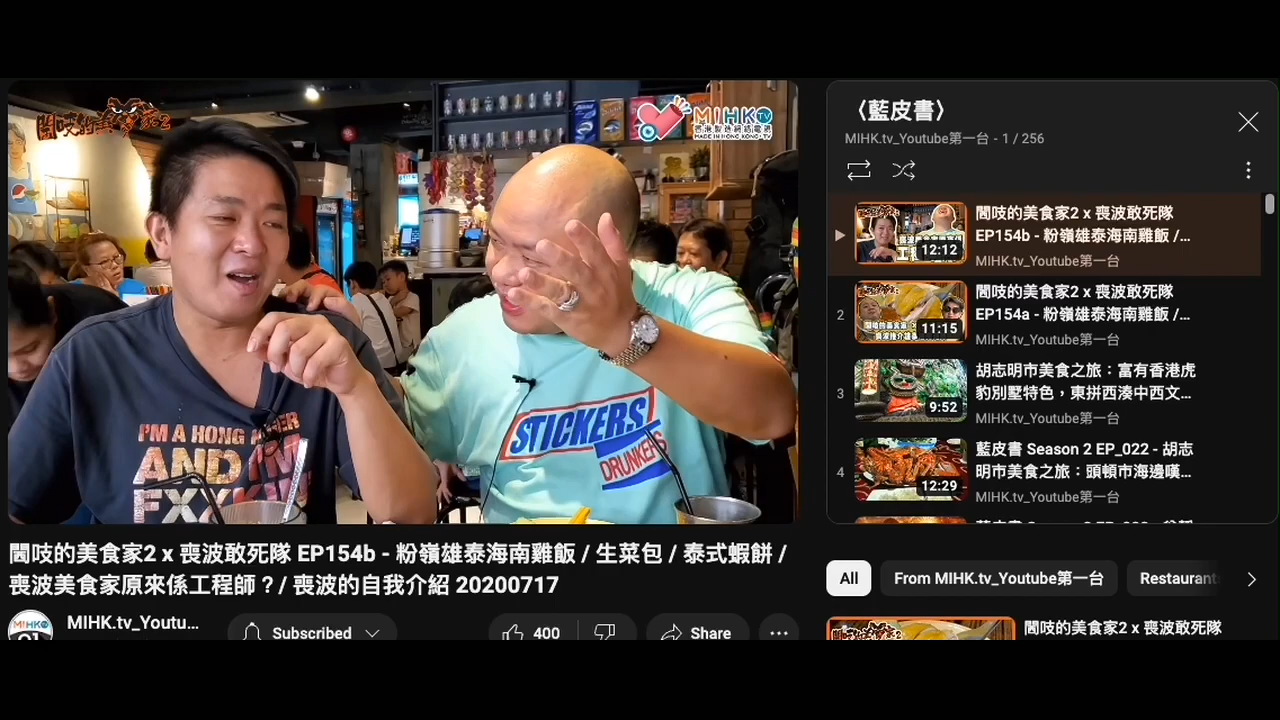 閪吱的美食家2
MIHK TV
香港製造網絡電視
MADE IN HONG KONG . TV
pepsi
I'M A HONG
AND I'M
STICKERS
DRUNKERS
閪吱的美食家2 x 喪波敢死隊 EP154b - 粉嶺雄泰海南雞飯 / 生菜包 / 泰式蝦餅 /
喪波美食家原來係工程師 ? / 喪波的自我介紹 20200717
MIHK.tv_Youtu...
Subscribed
400
Share
〈藍皮書〉
MIHK.tv_Youtube第一台 - 1 / 256
閪吱的美食家2 x 喪波敢死隊
EP154b - 粉嶺雄泰海南雞飯 /...
MIHK.tv_Youtube第一台
12:12
2
閪吱的美食家2 x 喪波敢死隊
EP154a - 粉嶺雄泰海南雞飯 /...
MIHK.tv_Youtube第一台
11:15
3
胡志明市美食之旅：富有香港虎
豹別墅特色，東拼西湊中西文...
MIHK.tv_Youtube第一台
9:52
4
藍皮書 Season 2 EP_022 - 胡志
明市美食之旅：頭頓市海邊嘆...
MIHK.tv_Youtube第一台
12:29
All
From MIHK.tv_Youtube第一台
Restaurant
閪吱的美食家2 x 喪波敢死隊